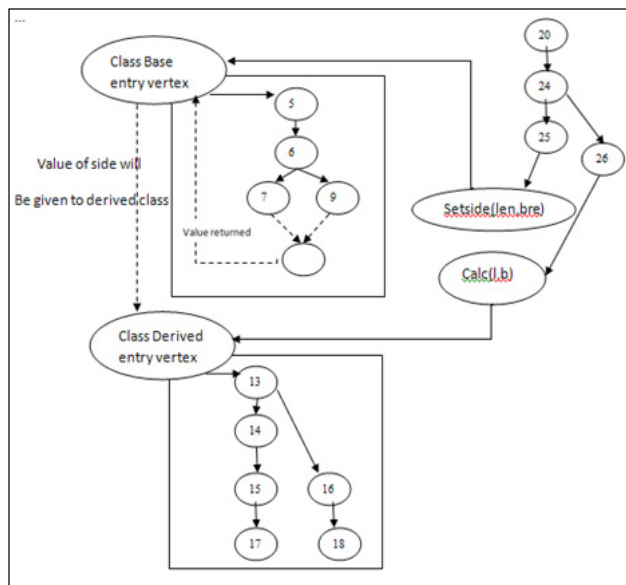 ...
Class Base
entry vertex
20
5
24
6
25
26
Value of side will
Be given to derived class
7
9
Setside(len,bre)
Value returned
Calc(l,b)
Class Derived
entry vertex
13
14
15
16
17
18